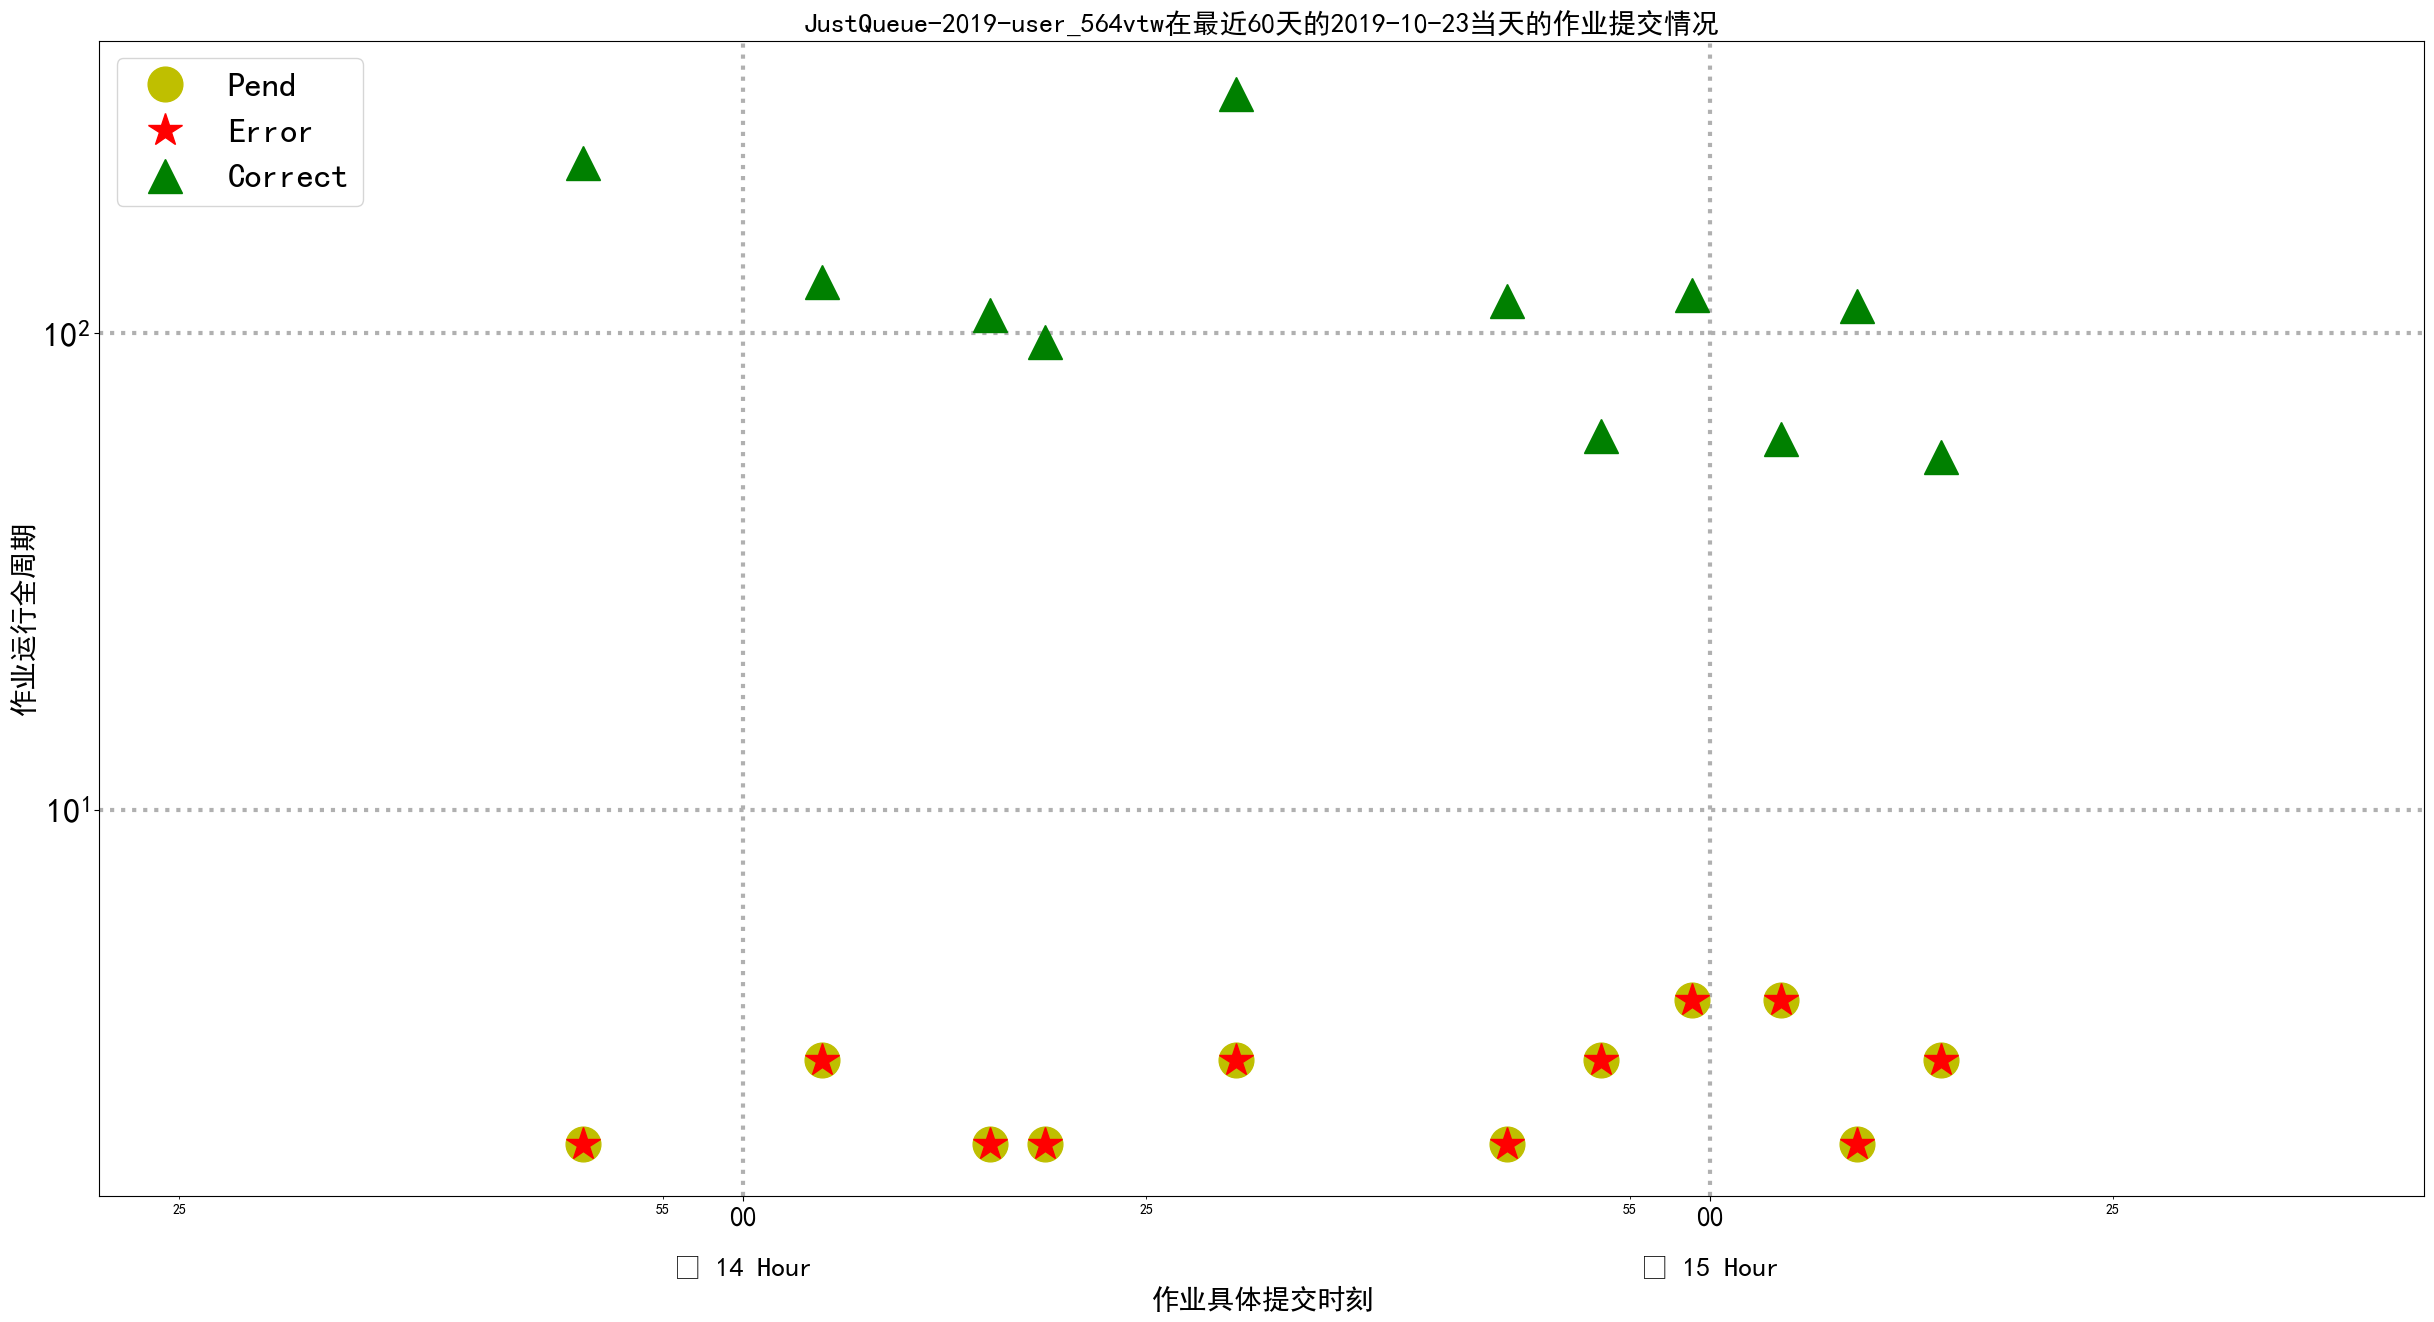 JustQueue-2019-user_564vtw在最近60天的2019-10-23当天的作业提交情况
Pend
Error
Correct
作业运行全周期
10²
10¹
25 55 00 25 55 00 25
□ 14 Hour □ 15 Hour
作业具体提交时刻